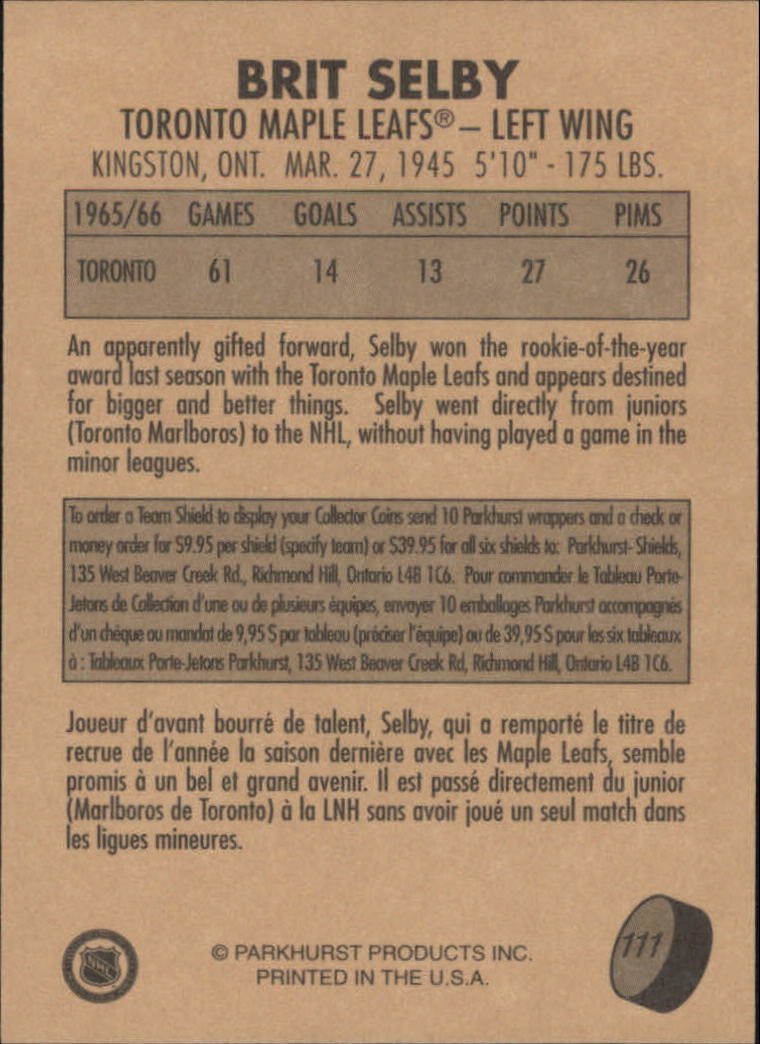 BRIT SELBY
TORONTO MAPLE LEAFS® – LEFT WING
KINGSTON, ONT. MAR. 27, 1945 5'10" - 175 LBS.
1965/66 GAMES GOALS ASSISTS POINTS PIMS
TORONTO 61 14 13 27 26
An apparently gifted forward, Selby won the rookie-of-the-year
award last season with the Toronto Maple Leafs and appears destined
for bigger and better things. Selby went directly from juniors
(Toronto Marlboros) to the NHL, without having played a game in the
minor leagues.
To order a Team Shield to display your Collector Coins send 10 Parkhurst wrappers and a check or
money order for $9.95 per shield (specify team) or $39.95 for all six shields to: Parkhurst- Shields,
135 West Beaver Creek Rd., Richmond Hill, Ontario L4B 1C6. Pour commander le Tableau Porte-
Jetons de Collection d'une ou de plusieurs équipes, envoyer 10 emballages Parkhurst accompagnés
d'un chéque ou mandat de 9,95 $ par tableau (préciser l'équipe) ou de 39,95 $ pour les six tableaux
à : Tableaux Porte-Jetons Parkhurst, 135 West Beaver Creek Rd, Richmond Hill, Ontario L4B 1C6.
Joueur d'avant bourré de talent, Selby, qui a remporté le titre de
recrue de l'année la saison dernière avec les Maple Leafs, semble
promis à un bel et grand avenir. Il est passé directement du junior
(Marlboros de Toronto) à la LNH sans avoir joué un seul match dans
les ligues mineures.
NHL
© PARKHURST PRODUCTS INC.
PRINTED IN THE U.S.A.
111